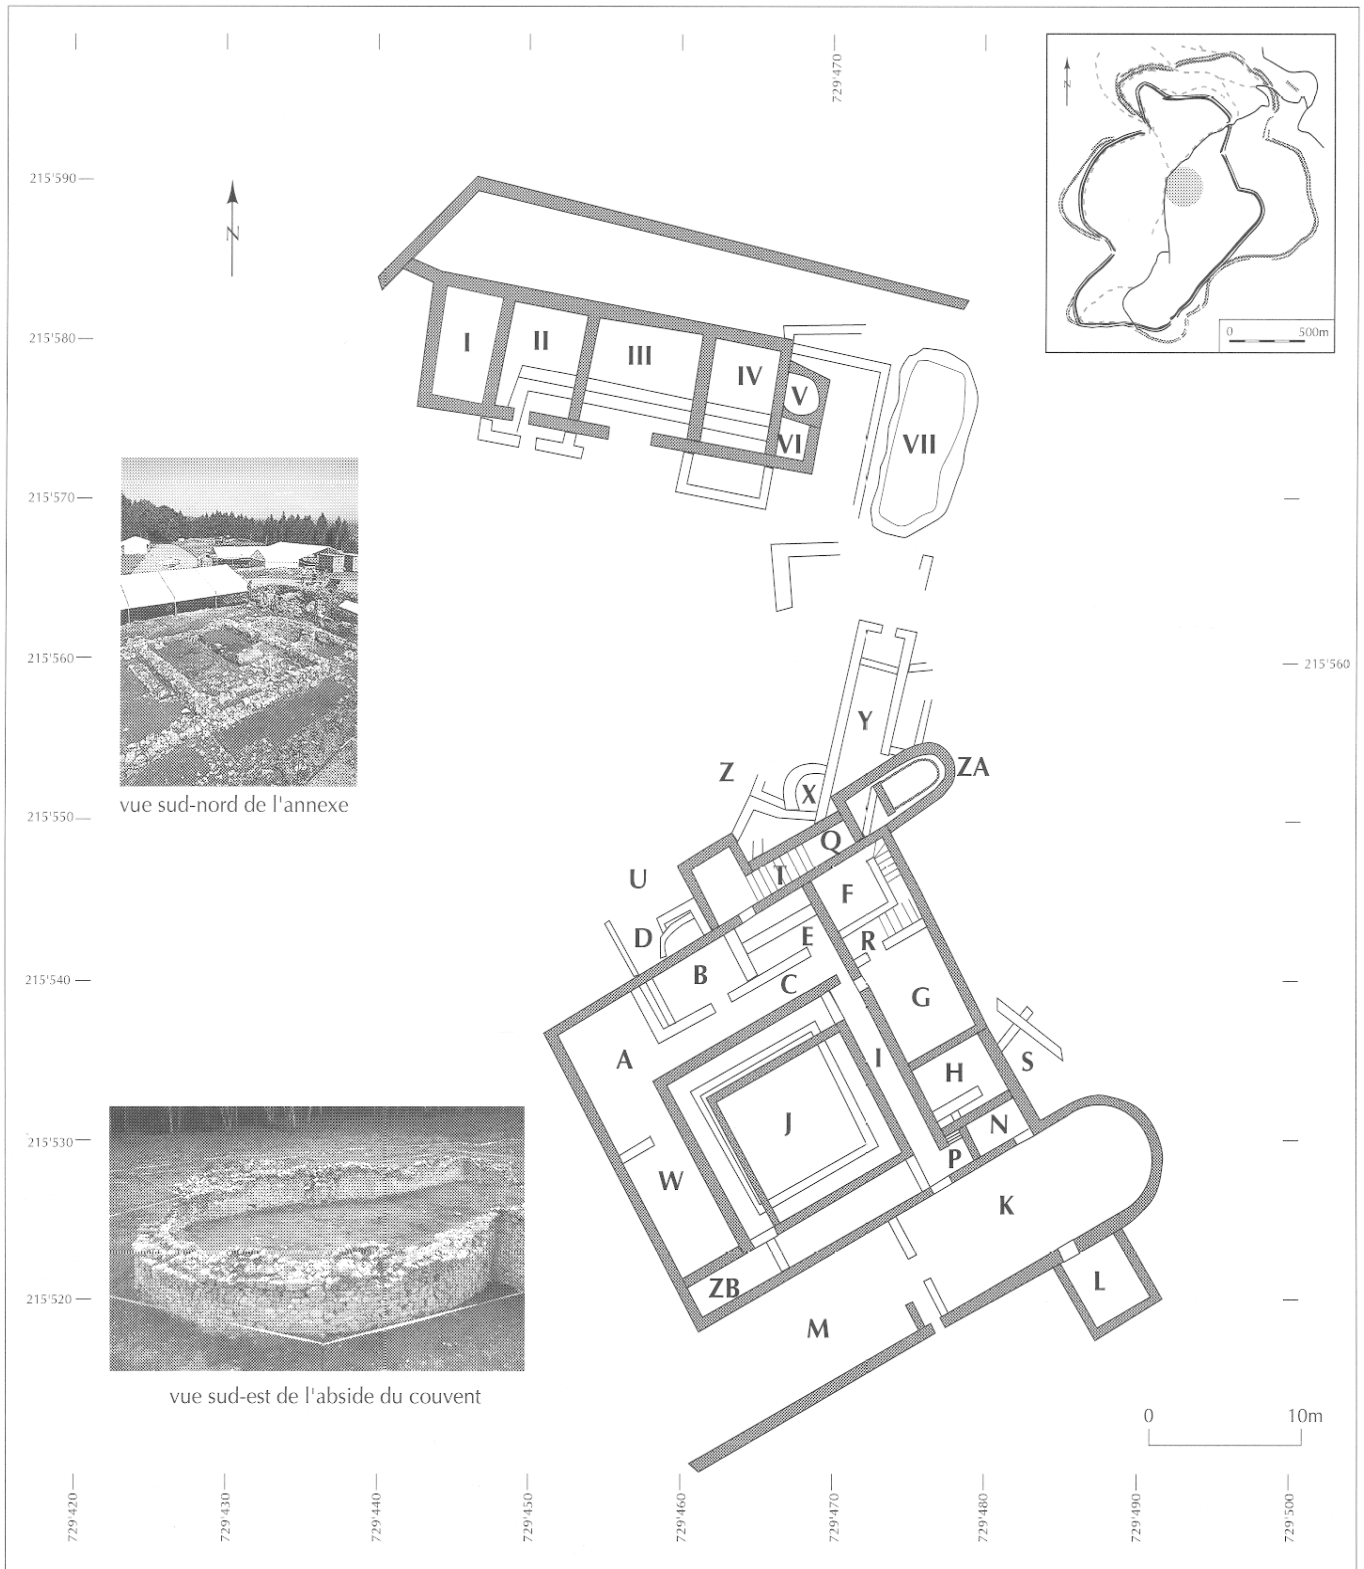 729'470
N
0 500m
215'590
N
215'580
I II III IV V VI VII
215'570
215'560
215'560
Y
Z X ZA
vue sud-nord de l'annexe
215'550
Q
U T F
D E R
B C
215'540
G
A I H S
J N
215'530
W P
K
ZB L
215'520
M
vue sud-est de l'abside du couvent
0 10m
729'420 729'430 729'440 729'450 729'460 729'470 729'480 729'490 729'500